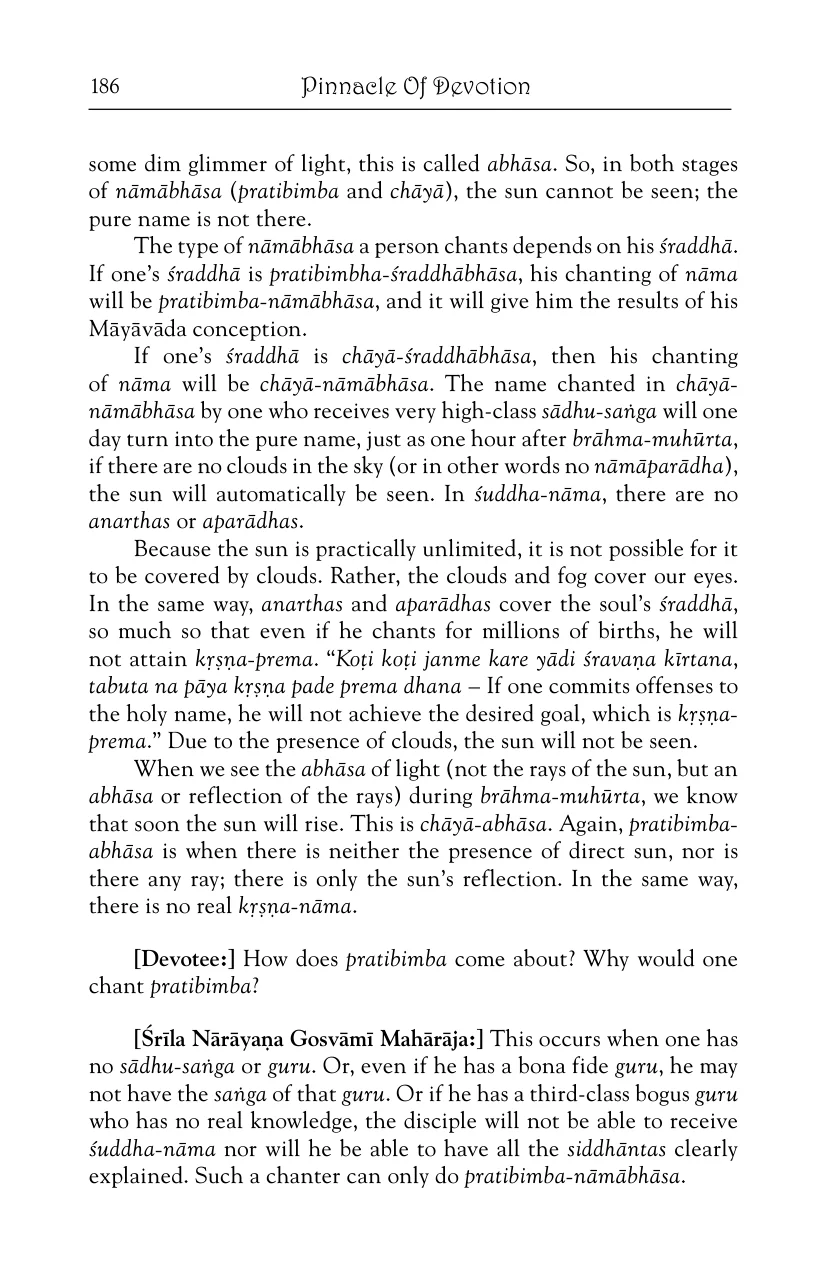 186 Pinnacle Of Devotion
some dim glimmer of light, this is called abhāsa. So, in both stages
of nāmābhāsa (pratibimba and chāyā), the sun cannot be seen; the
pure name is not there.
The type of nāmābhāsa a person chants depends on his śraddhā.
If one’s śraddhā is pratibimbha-śraddhābhāsa, his chanting of nāma
will be pratibimba-nāmābhāsa, and it will give him the results of his
Māyāvāda conception.
If one’s śraddhā is chāyā-śraddhābhāsa, then his chanting
of nāma will be chāyā-nāmābhāsa. The name chanted in chāyā-
nāmābhāsa by one who receives very high-class sādhu-saṅga will one
day turn into the pure name, just as one hour after brāhma-muhūrta,
if there are no clouds in the sky (or in other words no nāmāparādha),
the sun will automatically be seen. In śuddha-nāma, there are no
anarthas or aparādhas.
Because the sun is practically unlimited, it is not possible for it
to be covered by clouds. Rather, the clouds and fog cover our eyes.
In the same way, anarthas and aparādhas cover the soul’s śraddhā,
so much so that even if he chants for millions of births, he will
not attain kṛṣṇa-prema. “Koṭi koṭi janme kare yādi śravaṇa kīrtana,
tabuta na pāya kṛṣṇa pade prema dhana – If one commits offenses to
the holy name, he will not achieve the desired goal, which is kṛṣṇa-
prema.” Due to the presence of clouds, the sun will not be seen.
When we see the abhāsa of light (not the rays of the sun, but an
abhāsa or reflection of the rays) during brāhma-muhūrta, we know
that soon the sun will rise. This is chāyā-abhāsa. Again, pratibimba-
abhāsa is when there is neither the presence of direct sun, nor is
there any ray; there is only the sun’s reflection. In the same way,
there is no real kṛṣṇa-nāma.
[Devotee:] How does pratibimba come about? Why would one
chant pratibimba?
[Śrīla Nārāyaṇa Gosvāmī Mahārāja:] This occurs when one has
no sādhu-saṅga or guru. Or, even if he has a bona fide guru, he may
not have the saṅga of that guru. Or if he has a third-class bogus guru
who has no real knowledge, the disciple will not be able to receive
śuddha-nāma nor will he be able to have all the siddhāntas clearly
explained. Such a chanter can only do pratibimba-nāmābhāsa.